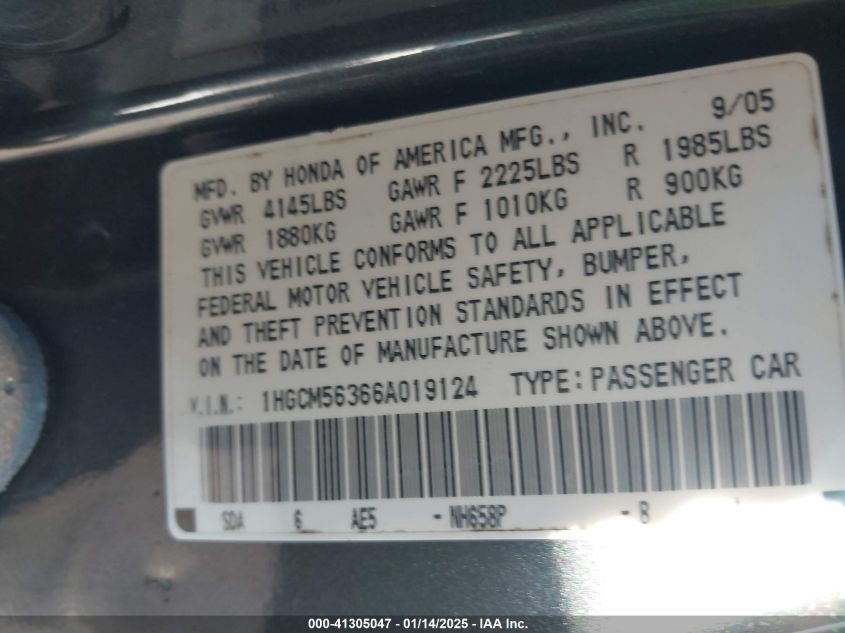 MFD. BY HONDA OF AMERICA MFG., INC. 9/05
GVWR 4145LBS GAWR F 2225LBS R 1985LBS
GVWR 1880KG GAWR F 1010KG R 900KG
THIS VEHICLE CONFORMS TO ALL APPLICABLE
FEDERAL MOTOR VEHICLE SAFETY, BUMPER,
AND THEFT PREVENTION STANDARDS IN EFFECT
ON THE DATE OF MANUFACTURE SHOWN ABOVE.
V.I.N.: 1HGCM56366A019124 TYPE: PASSENGER CAR
SDA 6 AE5 - NH658P - B
000-41305047 - 01/14/2025 - IAA Inc.